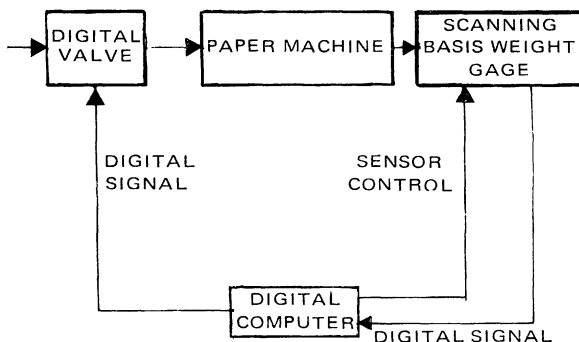 DIGITAL
VALVE
PAPER MACHINE
SCANNING
BASIS WEIGHT
GAGE
DIGITAL
SIGNAL
SENSOR
CONTROL
DIGITAL
COMPUTER
DIGITAL SIGNAL